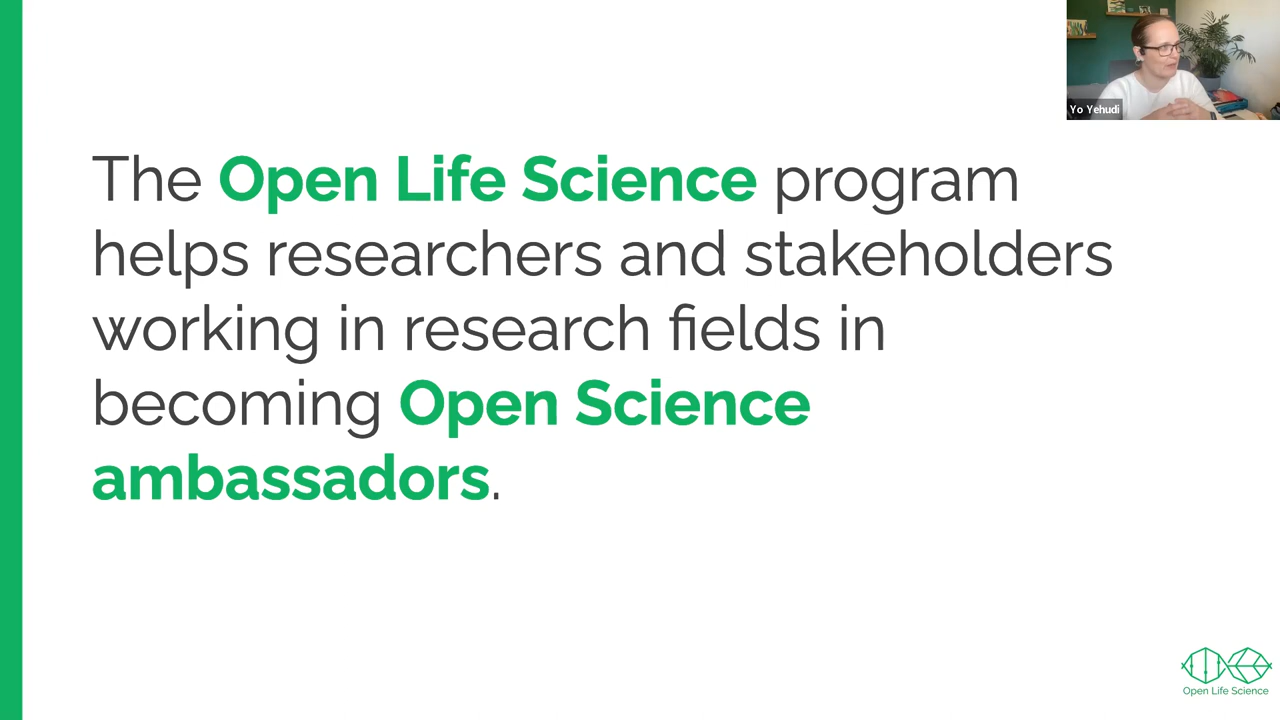 Yo Yehudi
The Open Life Science program
helps researchers and stakeholders
working in research fields in
becoming Open Science
ambassadors.
Open Life Science